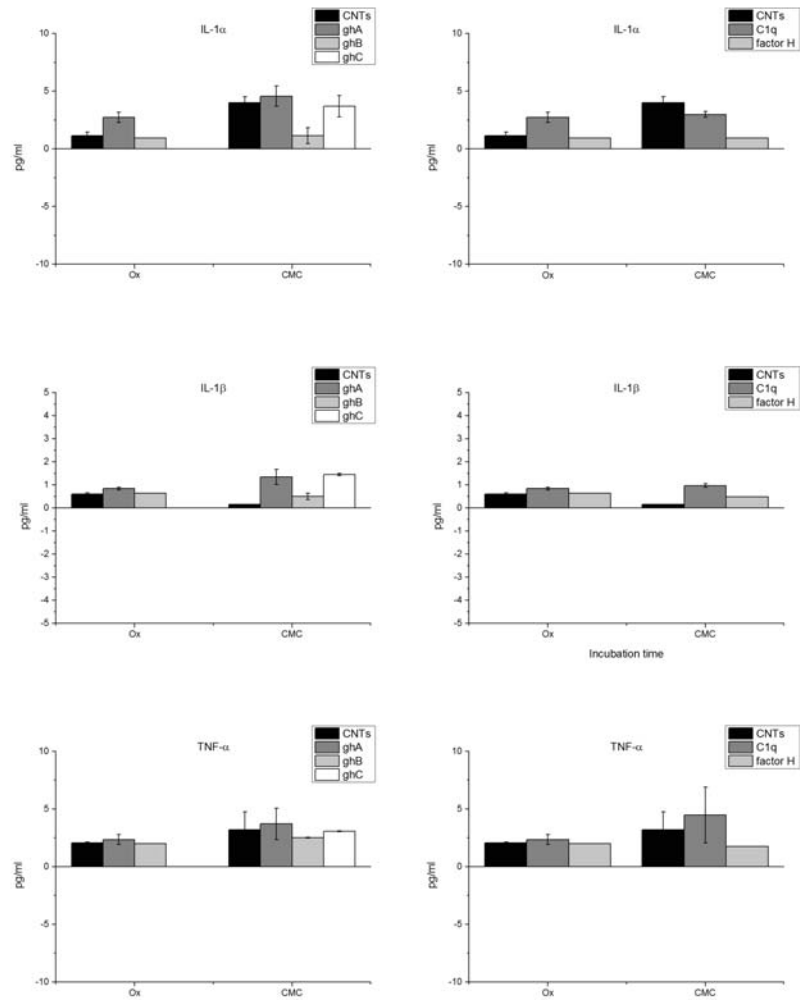 IL-1α
CNTs
ghA
ghB
ghC
10
5
0
-5
-10
pg/ml
Ox
CMC
IL-1α
CNTs
C1q
factor H
10
5
0
-5
-10
pg/ml
Ox
CMC
IL-1β
CNTs
ghA
ghB
ghC
5
4
3
2
1
0
-1
-2
-3
-4
-5
pg/ml
Ox
CMC
IL-1β
CNTs
C1q
factor H
5
4
3
2
1
0
-1
-2
-3
-4
-5
pg/ml
Ox
CMC
Incubation time
TNF-α
CNTs
ghA
ghB
ghC
10
5
0
-5
-10
pg/ml
Ox
CMC
TNF-α
CNTs
C1q
factor H
10
5
0
-5
-10
pg/ml
Ox
CMC